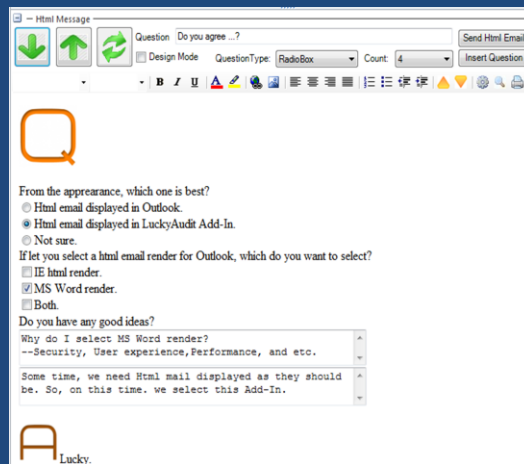 Html Message
Question Do you agree ...? Send Html Email
Design Mode QuestionType: RadioBox Count: 4 Insert Question
B I U A
Q
From the apprearance, which one is best?
Html email displayed in Outlook.
Html email displayed in LuckyAudit Add-In.
Not sure.
If let you select a html email render for Outlook, which do you want to select?
IE html render.
MS Word render.
Both.
Do you have any good ideas?
Why do I select MS Word render?
--Security, User experience,Performance, and etc.
Some time, we need Html mail displayed as they should
be. So, on this time. we select this Add-In.
A Lucky.